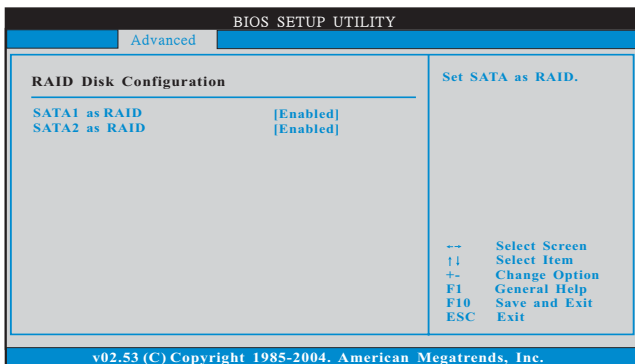 BIOS SETUP UTILITY
Advanced
RAID Disk Configuration
SATA1 as RAID [Enabled]
SATA2 as RAID [Enabled]
Set SATA as RAID.
←→ Select Screen
↑↓ Select Item
+- Change Option
F1 General Help
F10 Save and Exit
ESC Exit
v02.53 (C) Copyright 1985-2004. American Megatrends, Inc.